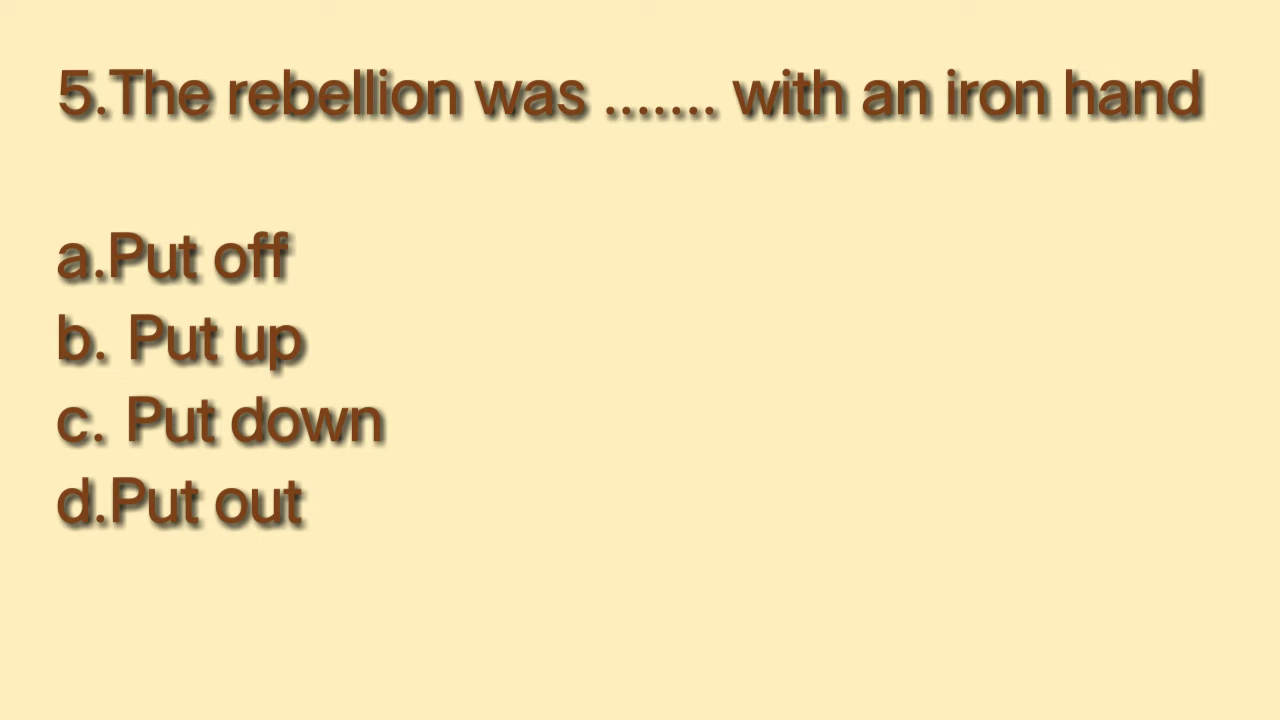 5.The rebellion was ....... with an iron hand
a.Put off
b. Put up
c. Put down
d.Put out